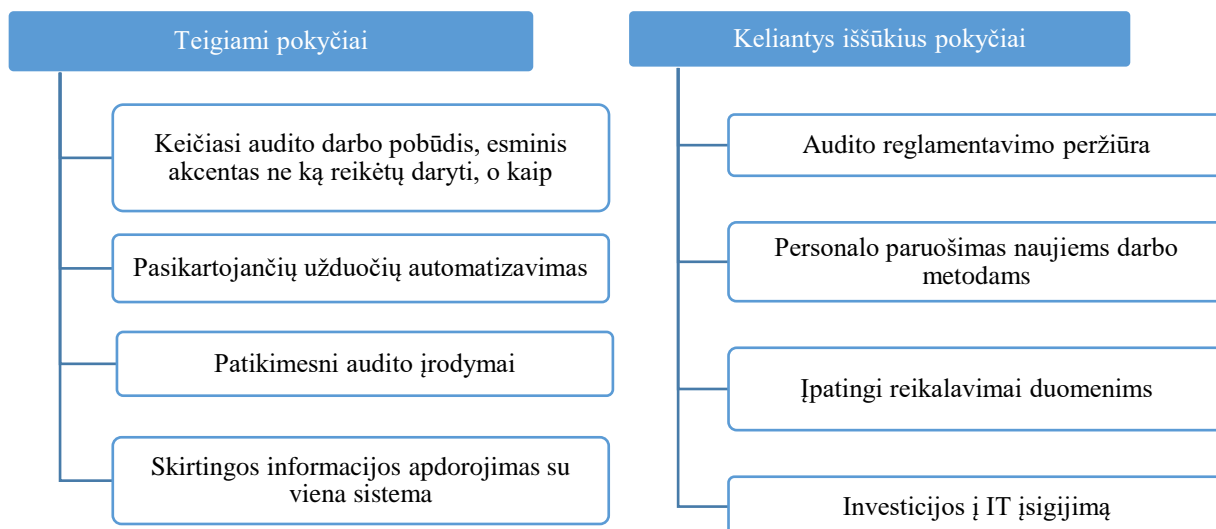 Teigiami pokyčiai
Keičiasi audito darbo pobūdis, esminis
akcentas ne ką reikėtų daryti, o kaip
Pasikartojančių užduočių automatizavimas
Patikimesni audito įrodymai
Skirtingos informacijos apdorojimas su
viena sistema
Keliantys iššūkius pokyčiai
Audito reglamentavimo peržiūra
Personalo paruošimas naujiems darbo
metodams
Įpatingi reikalavimai duomenims
Investicijos į IT įsigijimą